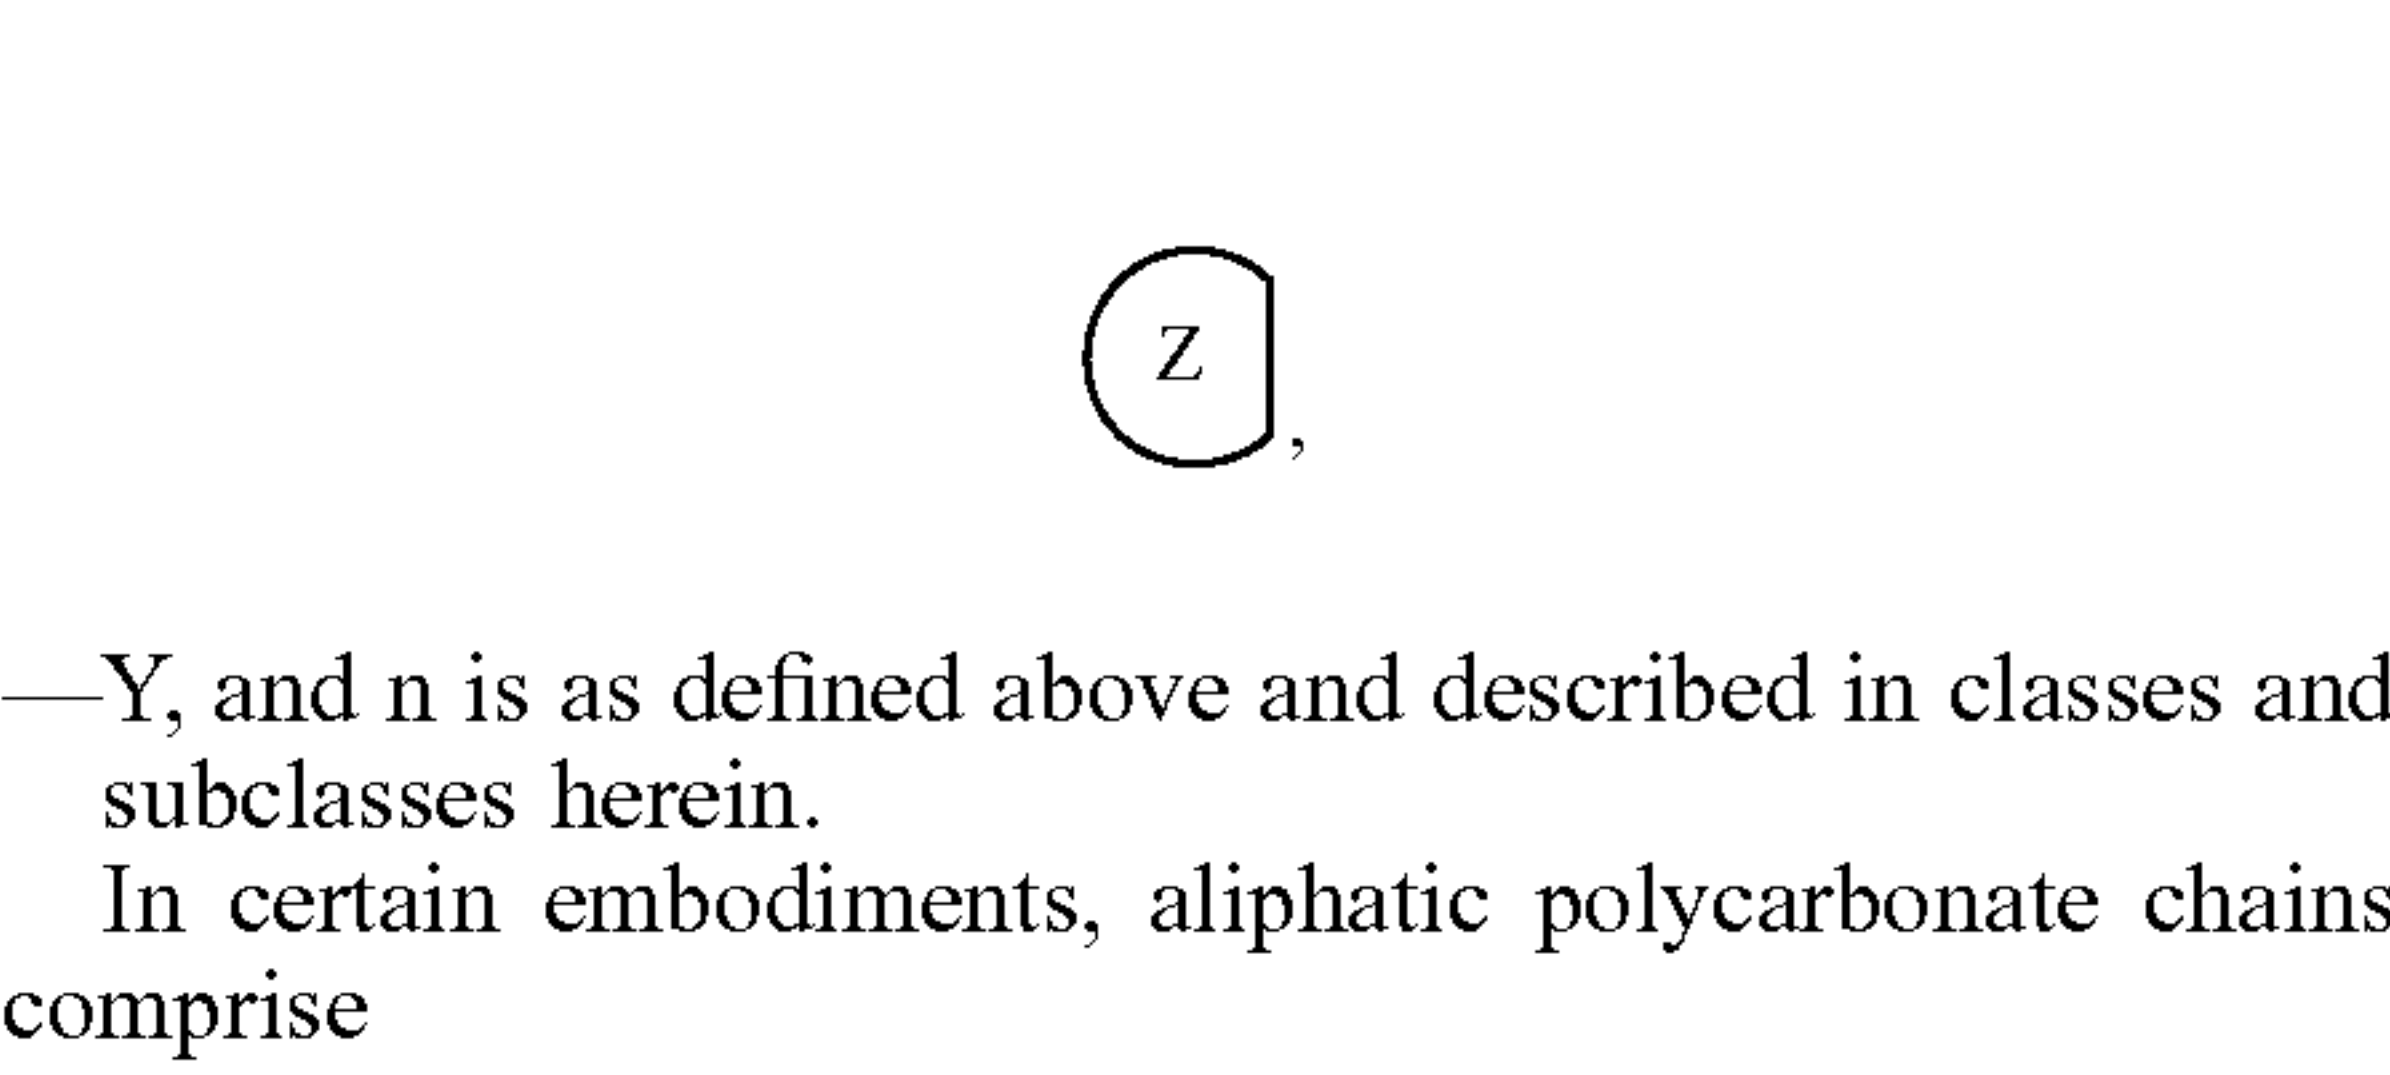 Z,
—Y, and n is as defined above and described in classes and
subclasses herein.
In certain embodiments, aliphatic polycarbonate chains
comprise